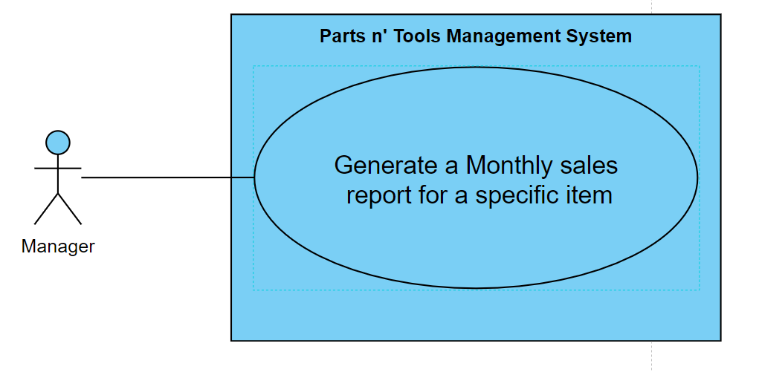 Parts n' Tools Management System
Generate a Monthly sales
report for a specific item
Manager